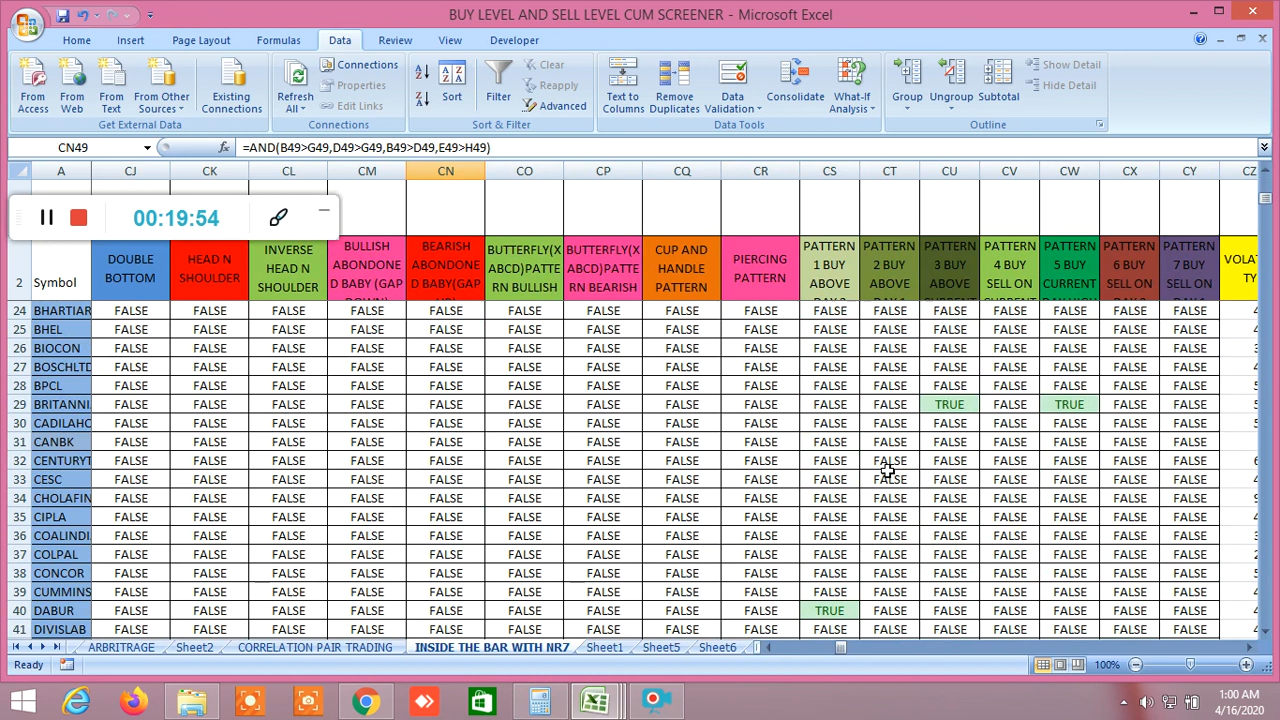 BUY LEVEL AND SELL LEVEL CUM SCREENER - Microsoft Excel
Home Insert Page Layout Formulas Data Review View Developer
From Access From Web From Text From Other Sources Existing Connections Refresh All Connections Properties Edit Links Sort Filter Clear Reapply Advanced Text to Columns Remove Duplicates Data Validation Consolidate What-If Analysis Group Ungroup Subtotal Show Detail Hide Detail
Get External Data Connections Sort & Filter Data Tools Outline
CN49 fx =AND(B49>G49,D49>G49,B49>D49,E49>H49)
A CJ CK CL CM CN CO CP CQ CR CS CT CU CV CW CX CY CZ
00:19:54
2 Symbol DOUBLE BOTTOM HEAD N SHOULDER INVERSE HEAD N SHOULDER BULLISH ABONDONE D BABY (GAP BEARISH ABONDONE D BABY(GAP BUTTERFLY(X ABCD)PATTE RN BULLISH BUTTERFLY(X ABCD)PATTE RN BEARISH CUP AND HANDLE PATTERN PIERCING PATTERN PATTERN 1 BUY ABOVE PATTERN 2 BUY ABOVE PATTERN 3 BUY ABOVE PATTERN 4 BUY SELL ON PATTERN 5 BUY CURRENT PATTERN 6 BUY SELL ON PATTERN 7 BUY SELL ON VOLAT TY
24 BHARTIAR FALSE FALSE FALSE FALSE FALSE FALSE FALSE FALSE FALSE FALSE FALSE FALSE FALSE FALSE FALSE FALSE
25 BHEL FALSE FALSE FALSE FALSE FALSE FALSE FALSE FALSE FALSE FALSE FALSE FALSE FALSE FALSE FALSE FALSE
26 BIOCON FALSE FALSE FALSE FALSE FALSE FALSE FALSE FALSE FALSE FALSE FALSE FALSE FALSE FALSE FALSE FALSE
27 BOSCHLTD FALSE FALSE FALSE FALSE FALSE FALSE FALSE FALSE FALSE FALSE FALSE FALSE FALSE FALSE FALSE FALSE
28 BPCL FALSE FALSE FALSE FALSE FALSE FALSE FALSE FALSE FALSE FALSE FALSE FALSE FALSE FALSE FALSE FALSE
29 BRITANNI FALSE FALSE FALSE FALSE FALSE FALSE FALSE FALSE FALSE FALSE FALSE TRUE FALSE TRUE FALSE FALSE
30 CADILAHC FALSE FALSE FALSE FALSE FALSE FALSE FALSE FALSE FALSE FALSE FALSE FALSE FALSE FALSE FALSE FALSE
31 CANBK FALSE FALSE FALSE FALSE FALSE FALSE FALSE FALSE FALSE FALSE FALSE FALSE FALSE FALSE FALSE FALSE
32 CENTURYT FALSE FALSE FALSE FALSE FALSE FALSE FALSE FALSE FALSE FALSE FALSE FALSE FALSE FALSE FALSE FALSE
33 CESC FALSE FALSE FALSE FALSE FALSE FALSE FALSE FALSE FALSE FALSE FALSE FALSE FALSE FALSE FALSE FALSE
34 CHOLAFIN FALSE FALSE FALSE FALSE FALSE FALSE FALSE FALSE FALSE FALSE FALSE FALSE FALSE FALSE FALSE FALSE
35 CIPLA FALSE FALSE FALSE FALSE FALSE FALSE FALSE FALSE FALSE FALSE FALSE FALSE FALSE FALSE FALSE FALSE
36 COALINDI FALSE FALSE FALSE FALSE FALSE FALSE FALSE FALSE FALSE FALSE FALSE FALSE FALSE FALSE FALSE FALSE
37 COLPAL FALSE FALSE FALSE FALSE FALSE FALSE FALSE FALSE FALSE FALSE FALSE FALSE FALSE FALSE FALSE FALSE
38 CONCOR FALSE FALSE FALSE FALSE FALSE FALSE FALSE FALSE FALSE FALSE FALSE FALSE FALSE FALSE FALSE FALSE
39 CUMMINS FALSE FALSE FALSE FALSE FALSE FALSE FALSE FALSE FALSE FALSE FALSE FALSE FALSE FALSE FALSE FALSE
40 DABUR FALSE FALSE FALSE FALSE FALSE FALSE FALSE FALSE FALSE TRUE FALSE FALSE FALSE FALSE FALSE FALSE
41 DIVISLAB FALSE FALSE FALSE FALSE FALSE FALSE FALSE FALSE FALSE FALSE FALSE FALSE FALSE FALSE FALSE FALSE
ARBRITRAGE Sheet2 CORRELATION PAIR TRADING INSIDE THE BAR WITH NR7 Sheet1 Sheet5 Sheet6
Ready 100%
1:00 AM
4/16/2020